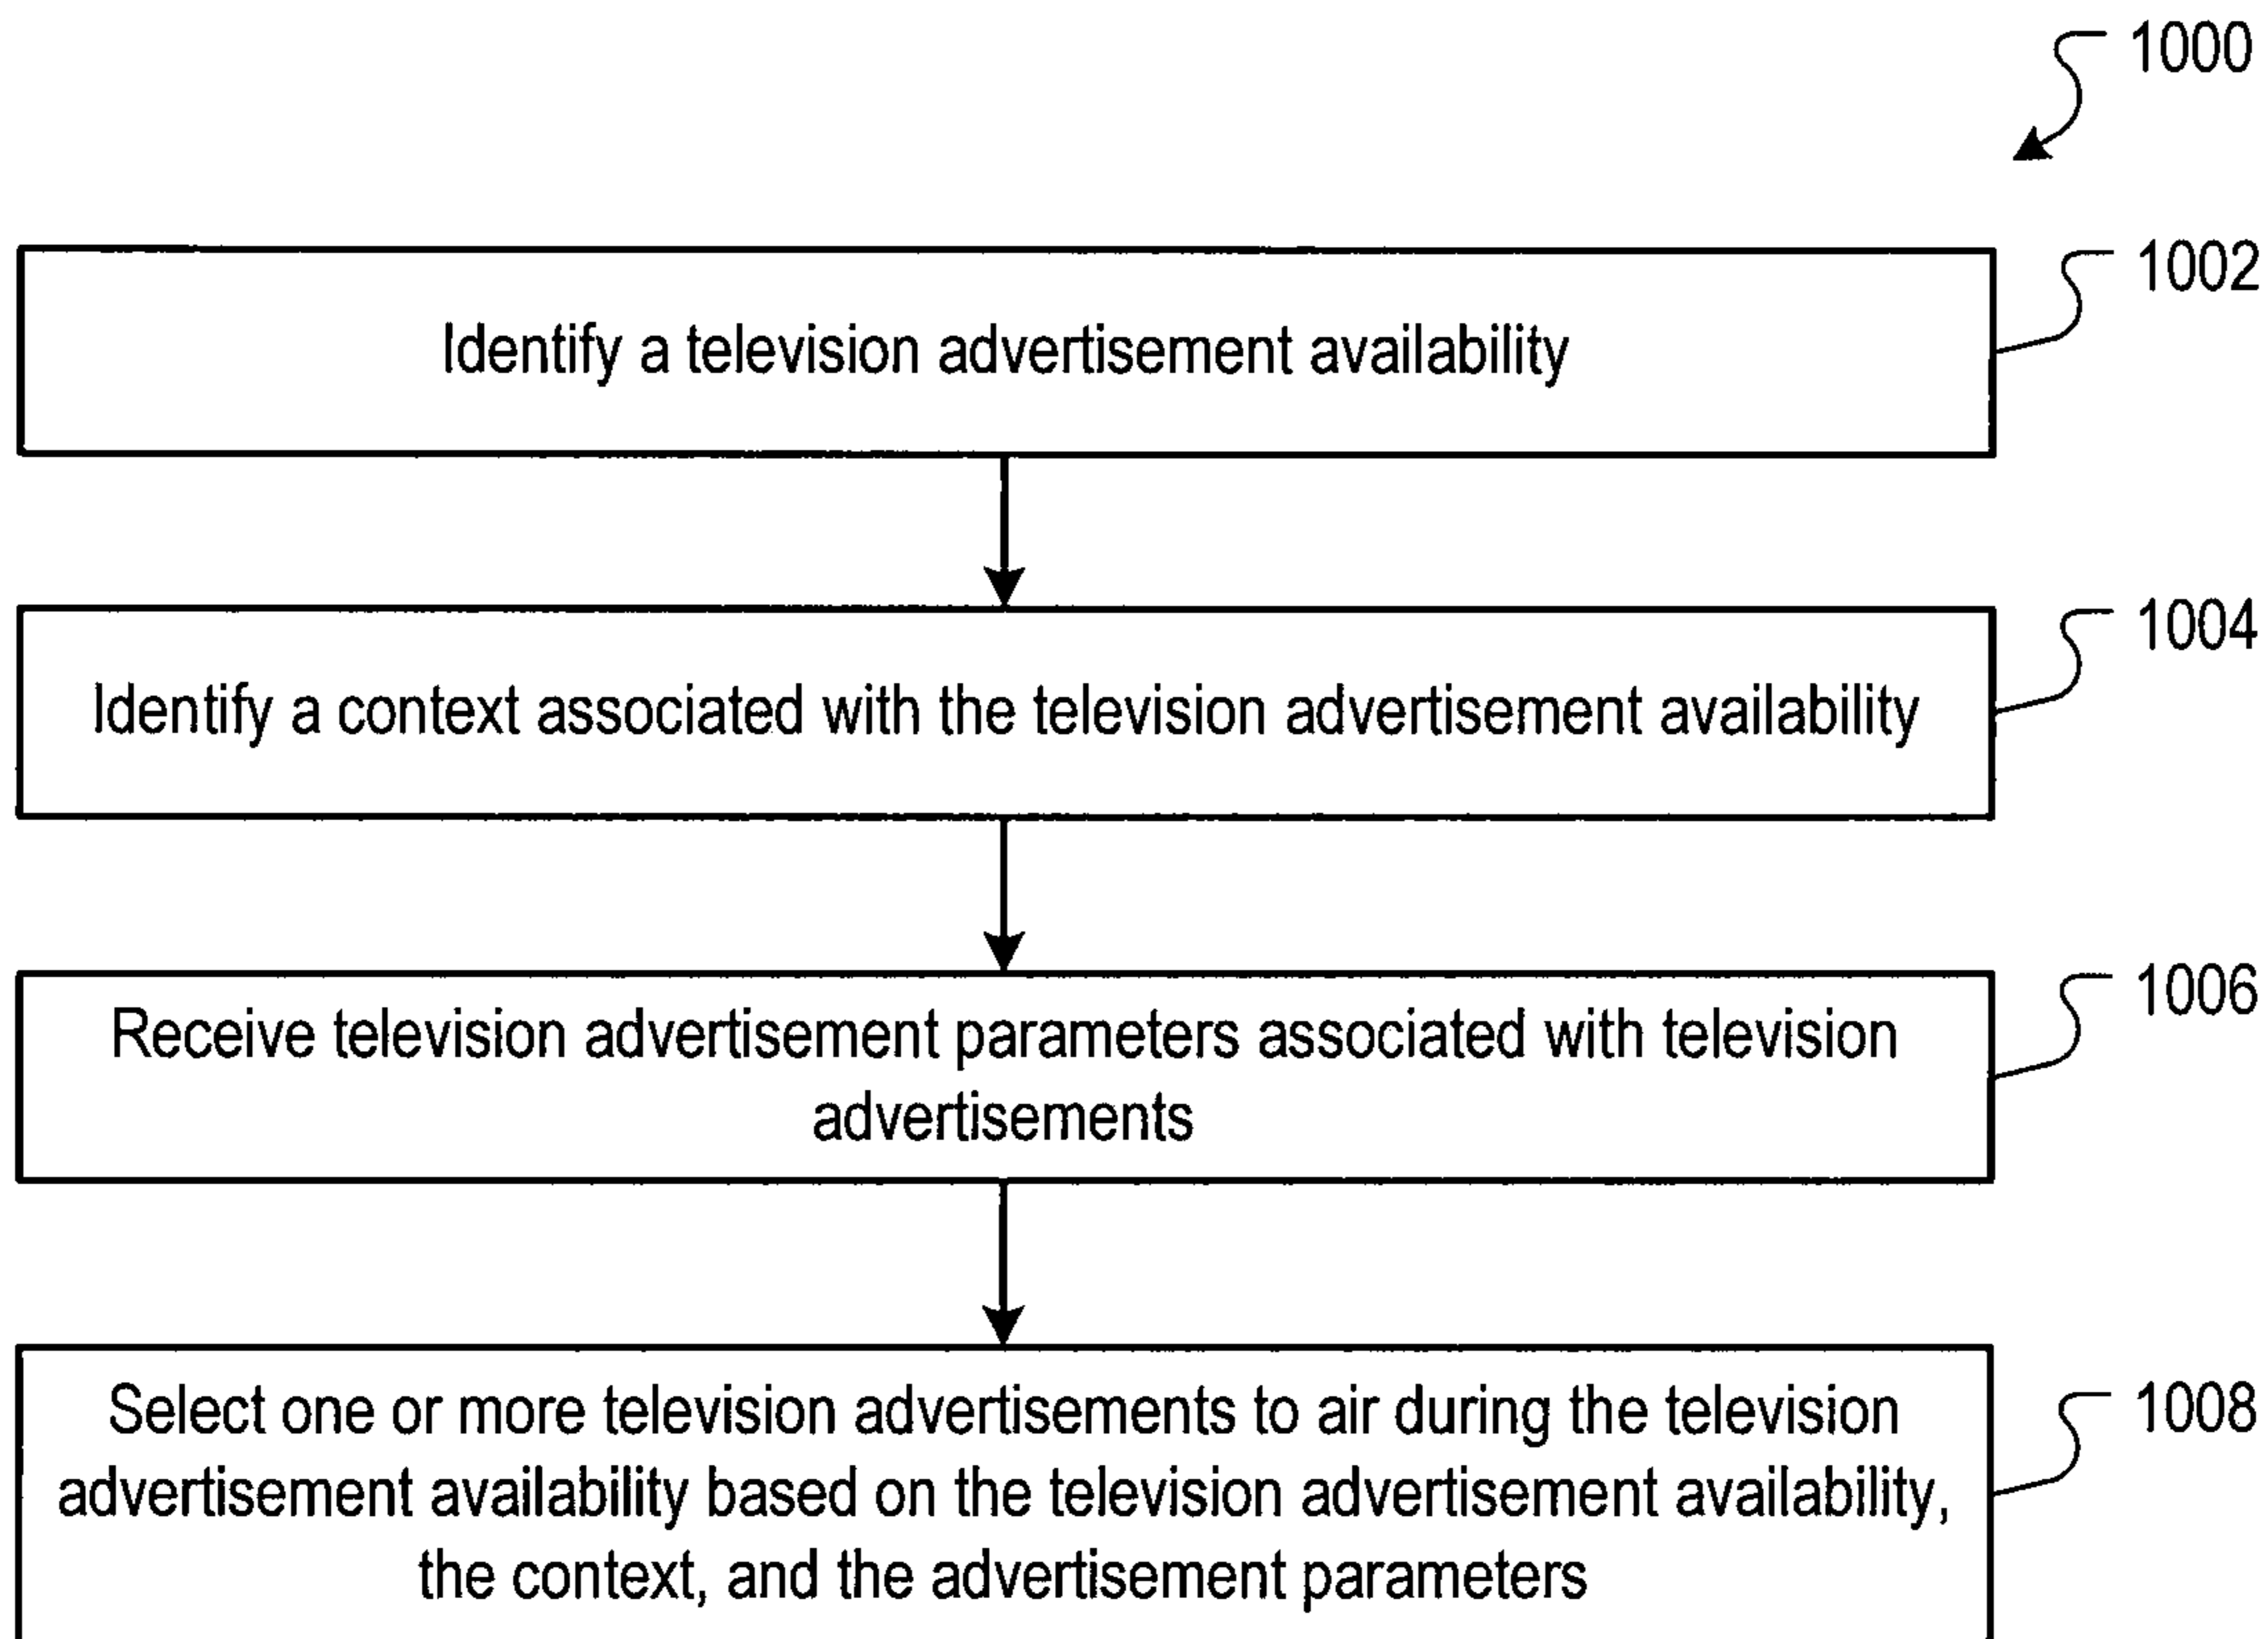 1000
1002
Identify a television advertisement availability
1004
Identify a context associated with the television advertisement availability
1006
Receive television advertisement parameters associated with television
advertisements
1008
Select one or more television advertisements to air during the television
advertisement availability based on the television advertisement availability,
the context, and the advertisement parameters